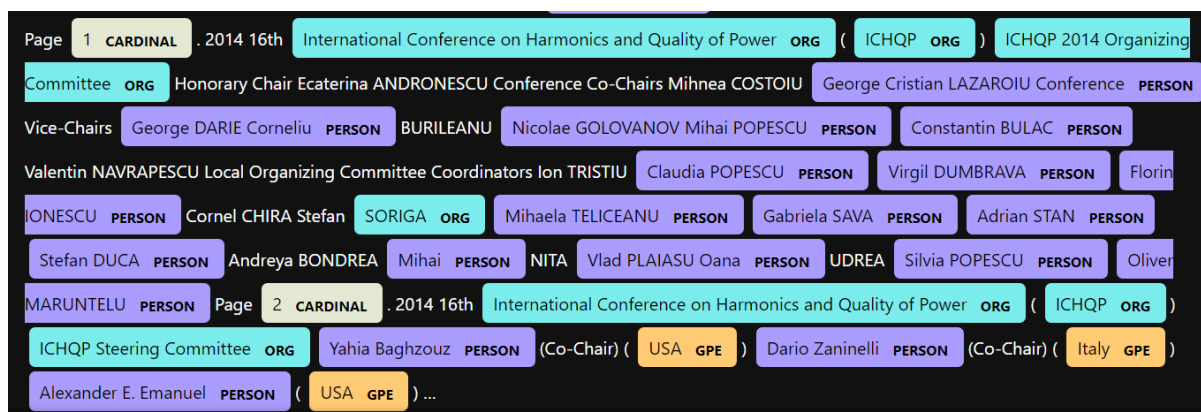 Page 1 CARDINAL . 2014 16th International Conference on Harmonics and Quality of Power ORG ( ICHQP ORG ) ICHQP 2014 Organizing
Committee ORG Honorary Chair Ecaterina ANDRONESCU Conference Co-Chairs Mihnea COSTOIU George Cristian LAZAROIU Conference PERSON
Vice-Chairs George DARIE Corneliu PERSON BURILEANU Nicolae GOLOVANOV Mihai POPESCU PERSON Constantin BULAC PERSON
Valentin NAVRAPESCU Local Organizing Committee Coordinators Ion TRISTIU Claudia POPESCU PERSON Virgil DUMBRAVA PERSON Florin
IONESCU PERSON Cornel CHIRA Stefan SORIGA ORG Mihaela TELICEANU PERSON Gabriela SAVA PERSON Adrian STAN PERSON
Stefan DUCA PERSON Andreya BONDREA Mihai PERSON NITA Vlad PLAIASU Oana PERSON UDREA Silvia POPESCU PERSON Oliver
MARUNTELU PERSON Page 2 CARDINAL . 2014 16th International Conference on Harmonics and Quality of Power ORG ( ICHQP ORG )
ICHQP Steering Committee ORG Yahia Baghzouz PERSON (Co-Chair) ( USA GPE ) Dario Zaninelli PERSON (Co-Chair) ( Italy GPE )
Alexander E. Emanuel PERSON ( USA GPE ) ...